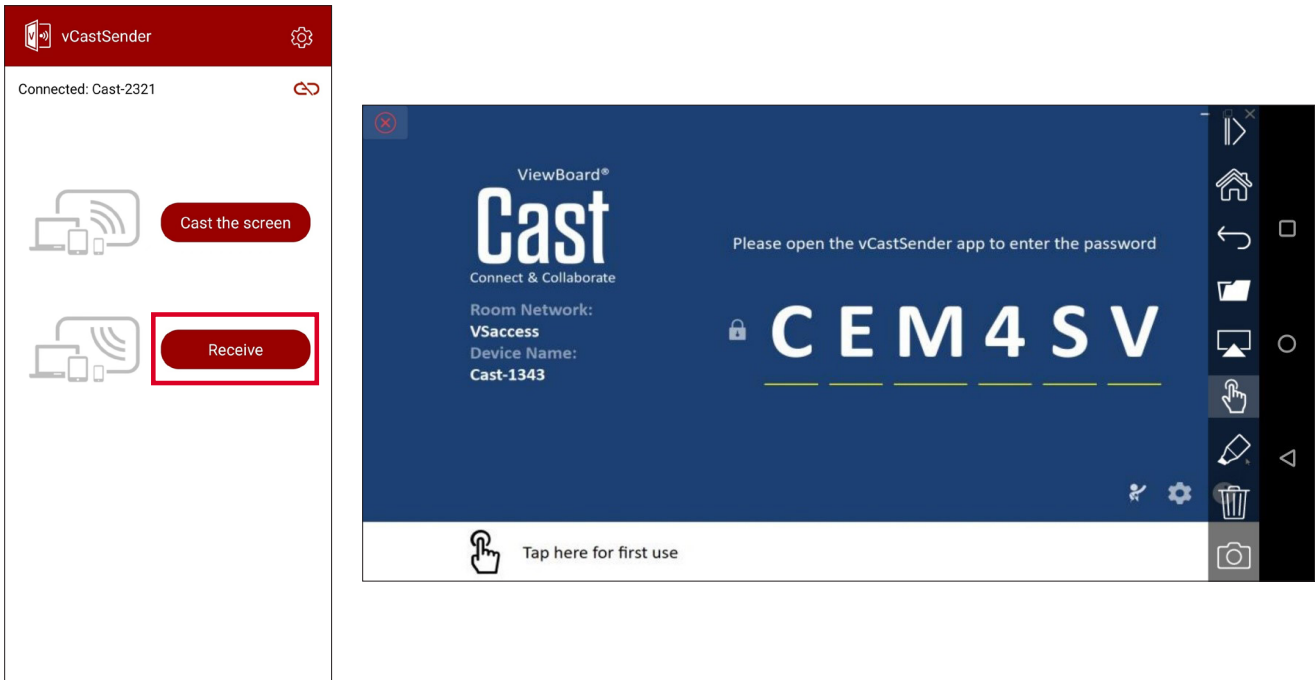 vCastSender
Connected: Cast-2321
Cast the screen
Receive
ViewBoard®
Cast
Connect & Collaborate
Room Network:
VSaccess
Device Name:
Cast-1343
Please open the vCastSender app to enter the password
CEM4SV
Tap here for first use